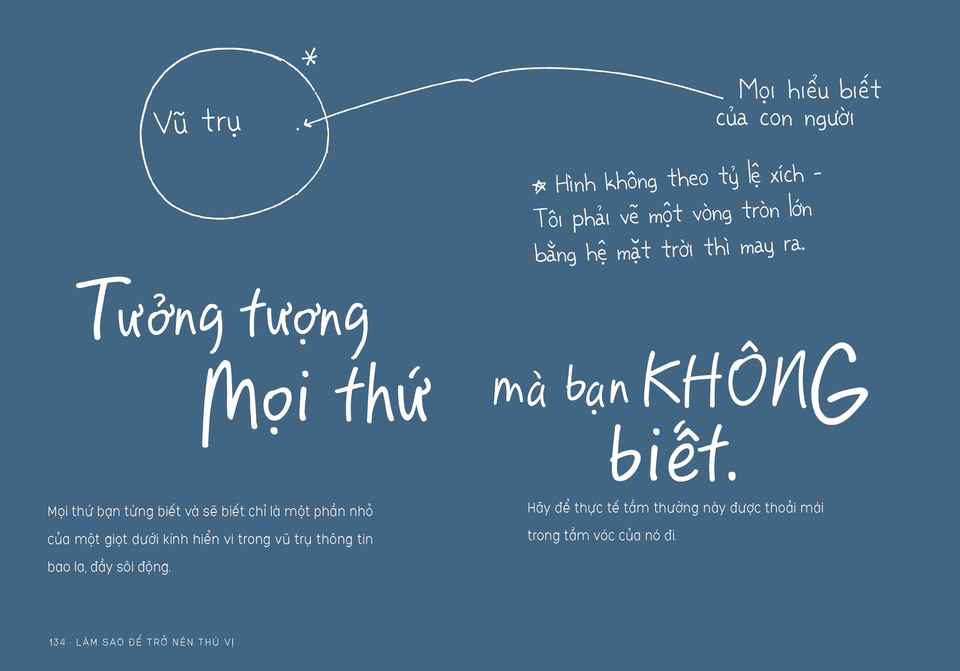 *
Vũ trụ
Mọi hiểu biết
của con người
* Hình không theo tỷ lệ xích -
Tôi phải vẽ một vòng tròn lớn
bằng hệ mặt trời thì may ra.
Tưởng tượng
Mọi thứ
mà bạn KHÔNG
biết.
Mọi thứ bạn từng biết và sẽ biết chỉ là một phần nhỏ
của một giọt dưới kính hiển vi trong vũ trụ thông tin
bao la, đầy sôi động.
Hãy để thực tế tầm thường này được thoải mái
trong tầm vóc của nó đi.
134 · LÀM SAO ĐỂ TRỞ NÊN THÚ VỊ